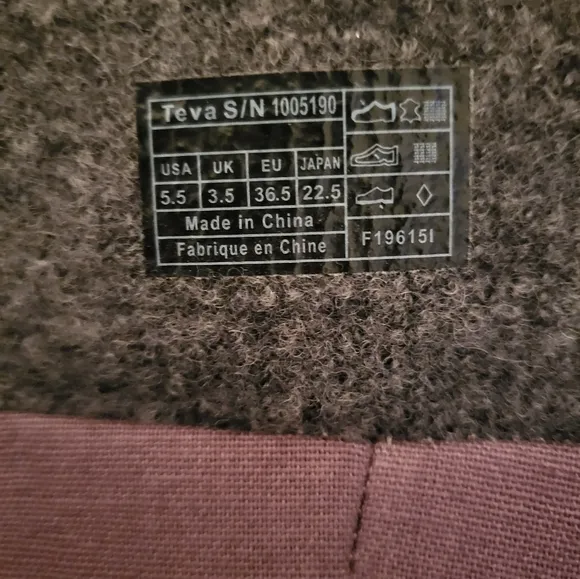 Teva S/N 1005190
USA UK EU JAPAN
5.5 3.5 36.5 22.5
Made in China
Fabrique en Chine
F19615I